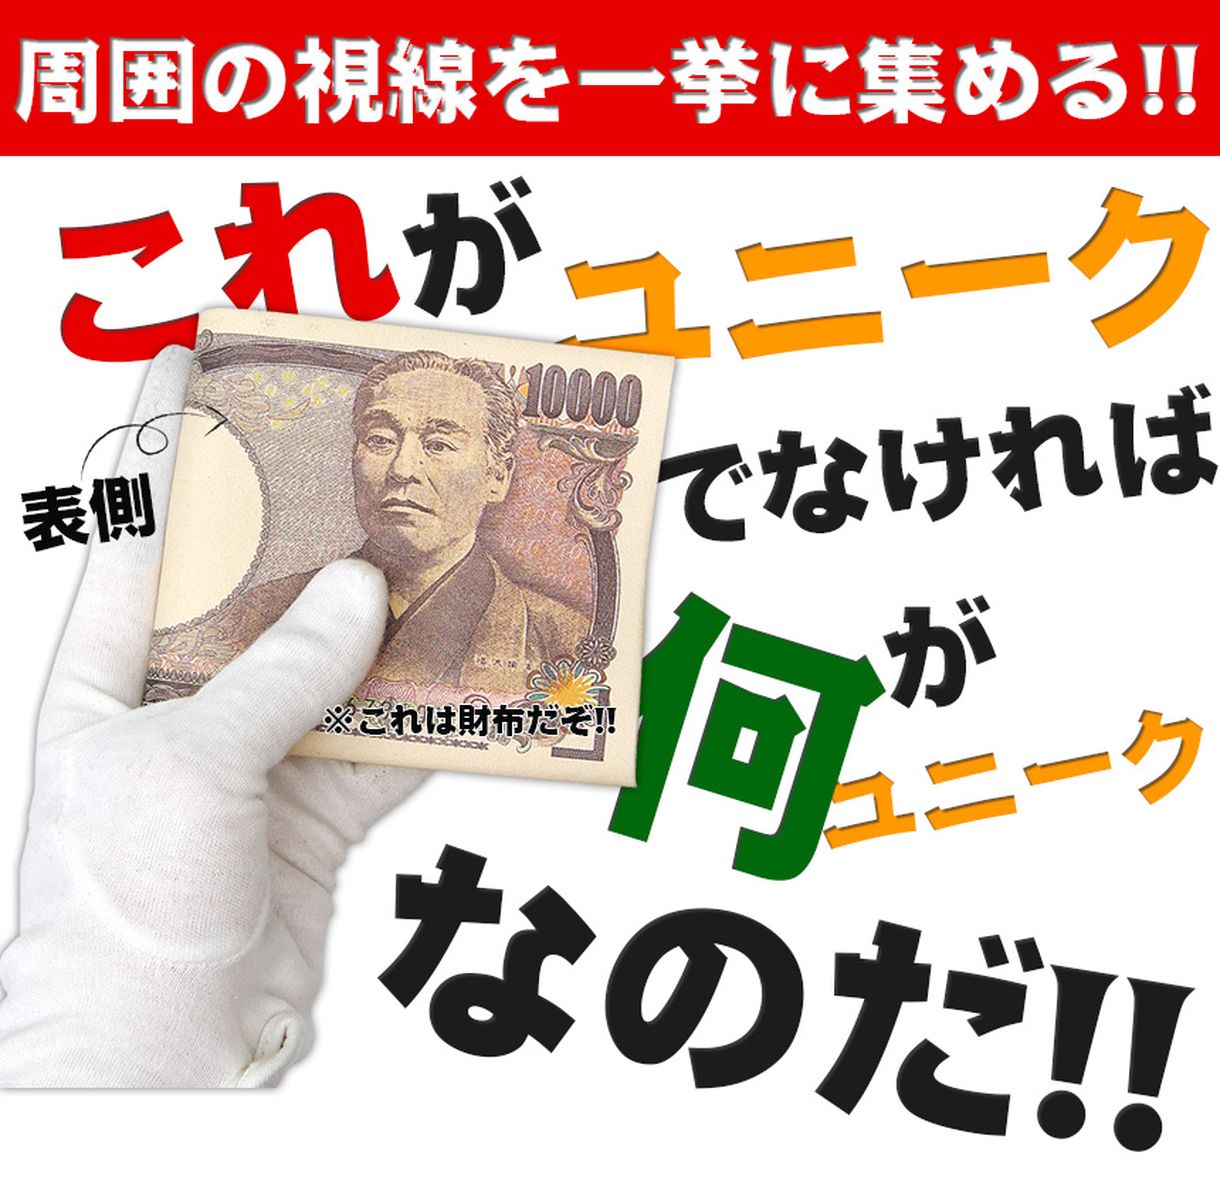 周囲の視線を一挙に集める!!
これがユニーク
10000
でなければ
表側
何が
※これは財布だぞ!!
ユニーク
なのだ!!